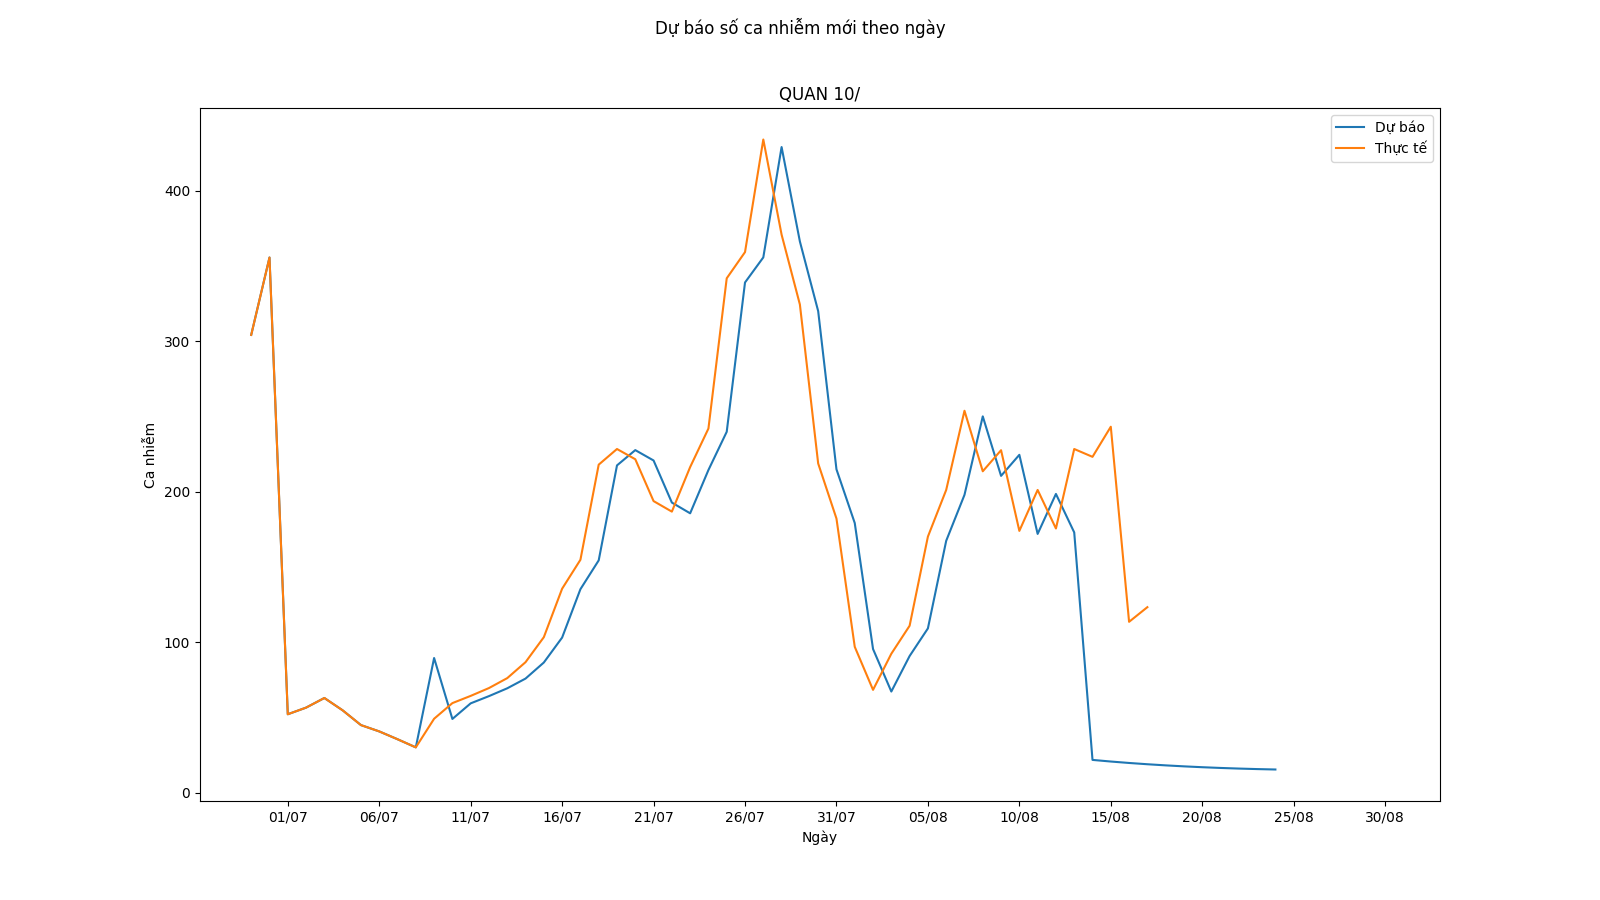 Dự báo số ca nhiễm mới theo ngày
QUAN 10/
Dự báo
Thực tế
400
300
200
100
0
Ca nhiễm
01/07 06/07 11/07 16/07 21/07 26/07 31/07 05/08 10/08 15/08 20/08 25/08 30/08
Ngày